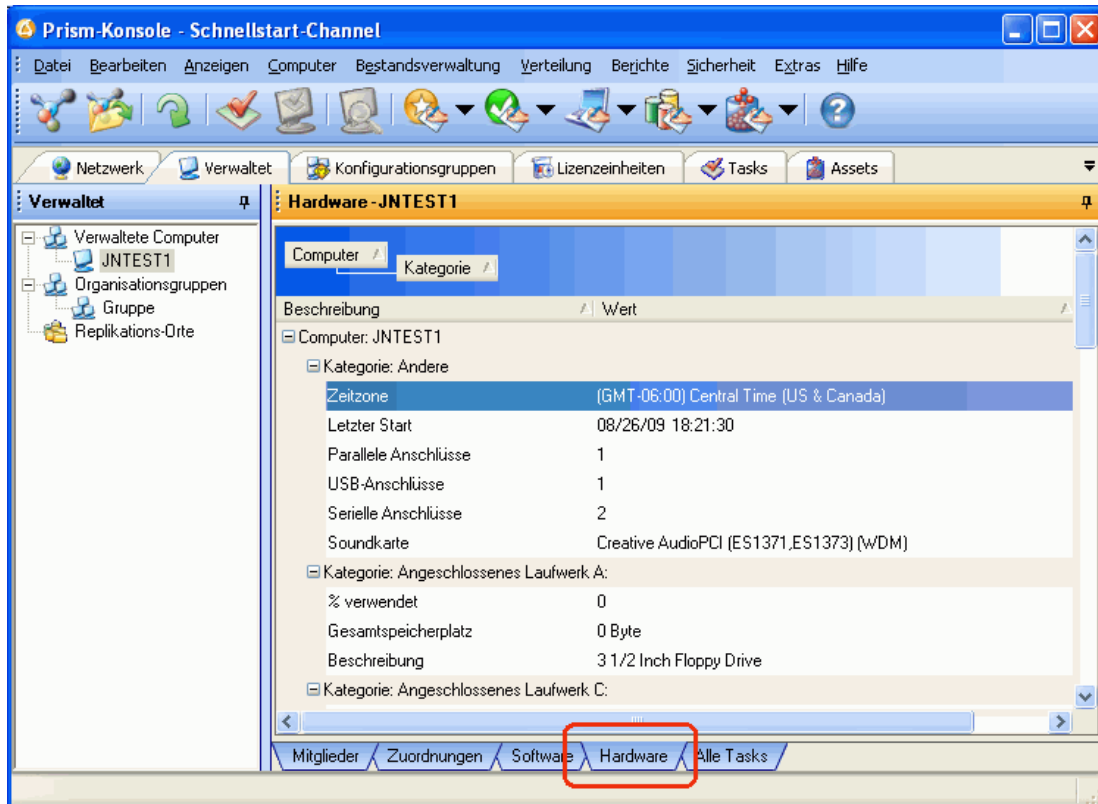 Prism-Konsole - Schnellstart-Channel
Datei Bearbeiten Anzeigen Computer Bestandsverwaltung Verteilung Berichte Sicherheit Extras Hilfe
Netzwerk Verwaltet Konfigurationsgruppen Lizenzeinheiten Tasks Assets
Verwaltet
Verwaltete Computer
JNTEST1
Organisationsgruppen
Gruppe
Replikations-Orte
Hardware - JNTEST1
Computer
Kategorie
Beschreibung Wert
Computer: JNTEST1
Kategorie: Andere
Zeitzone (GMT-06:00) Central Time (US & Canada)
Letzter Start 08/26/09 18:21:30
Parallele Anschlüsse 1
USB-Anschlüsse 1
Serielle Anschlüsse 2
Soundkarte Creative AudioPCI (ES1371,ES1373) (WDM)
Kategorie: Angeschlossenes Laufwerk A:
% verwendet 0
Gesamtspeicherplatz 0 Byte
Beschreibung 3 1/2 Inch Floppy Drive
Kategorie: Angeschlossenes Laufwerk C:
Mitglieder Zuordnungen Software Hardware Alle Tasks